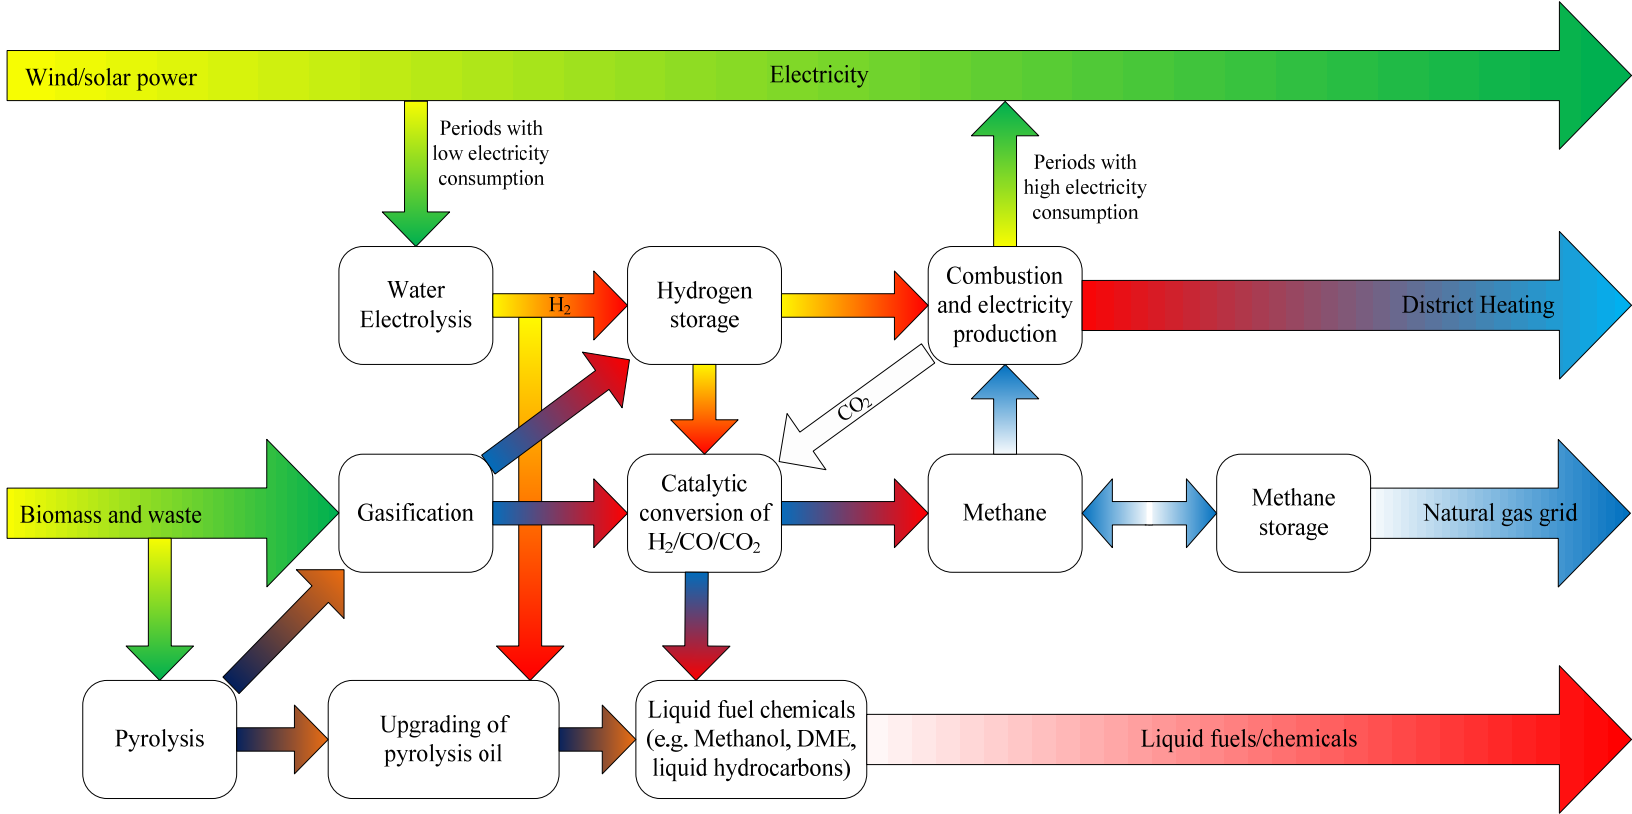 Wind/solar power
Electricity
Periods with
low electricity
consumption
Periods with
high electricity
consumption
Water
Electrolysis
H₂
Hydrogen
storage
Combustion
and electricity
production
District Heating
CO₂
Biomass and waste
Gasification
Catalytic
conversion of
H₂/CO/CO₂
Methane
Methane
storage
Natural gas grid
Pyrolysis
Upgrading of
pyrolysis oil
Liquid fuel chemicals
(e.g. Methanol, DME,
liquid hydrocarbons)
Liquid fuels/chemicals